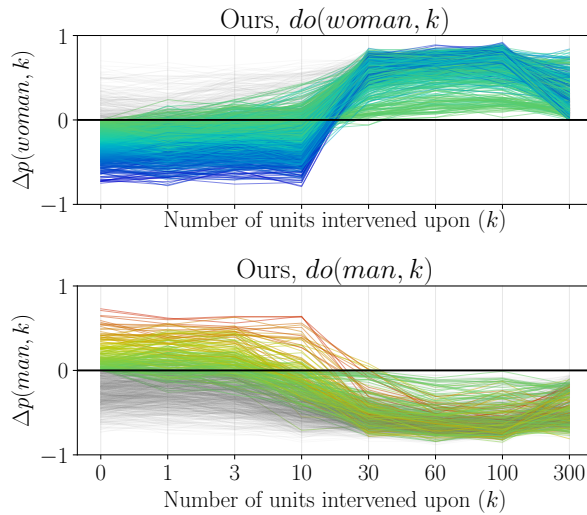 Ours, do(woman, k)
Δp(woman, k)
1
0
−1
Number of units intervened upon (k)
Ours, do(man, k)
Δp(man, k)
1
0
−1
0 1 3 10 30 60 100 300
Number of units intervened upon (k)